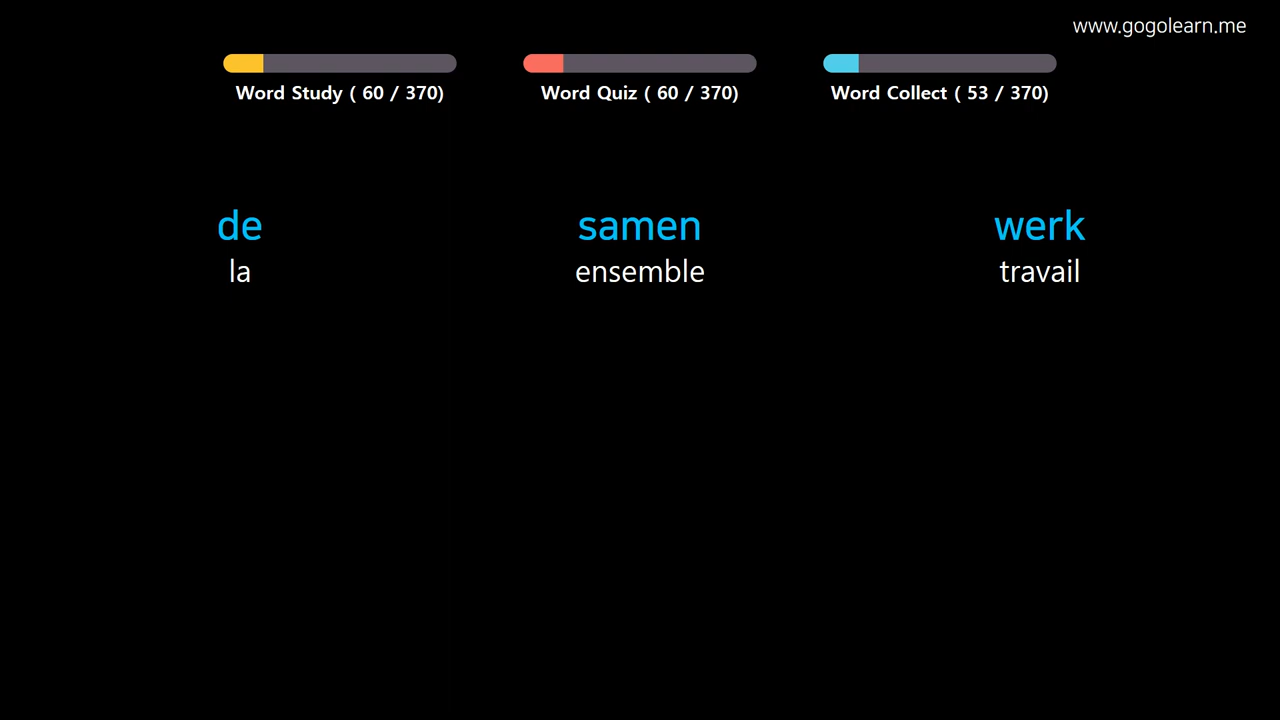 www.gogolearn.me
Word Study ( 60 / 370)
Word Quiz ( 60 / 370)
Word Collect ( 53 / 370)
de
la
samen
ensemble
werk
travail